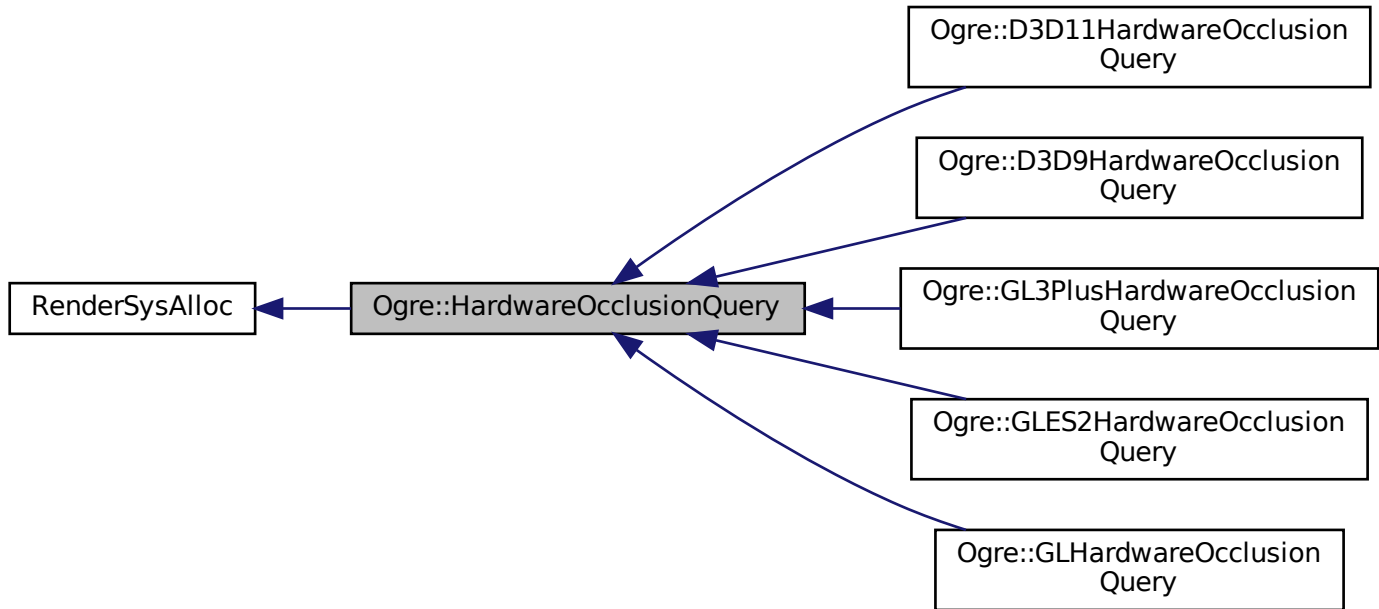 Ogre::D3D11HardwareOcclusion
Query
Ogre::D3D9HardwareOcclusion
Query
Ogre::GL3PlusHardwareOcclusion
Query
RenderSysAlloc
Ogre::HardwareOcclusionQuery
Ogre::GLES2HardwareOcclusion
Query
Ogre::GLHardwareOcclusion
Query